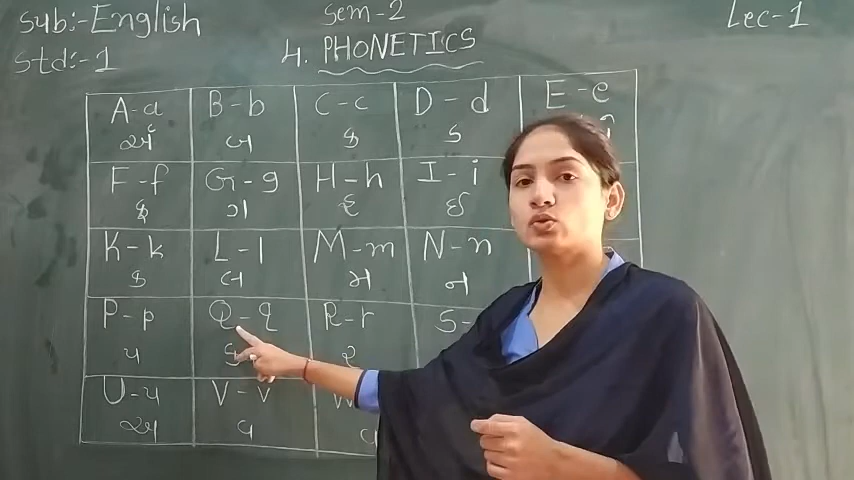 Sub:- English
Sem-2
Lec-1
Std:-1
4. PHONETICS
A-a B-b C-c D-d E-e
ઍ બ ક ડ
F-f G-g H-h I-i
ફ ગ હ ઈ
K-k L-l M-m N-n
ક લ મ ન
P-p Q-q R-r S-
પ ક ર
U-u V-v W
અ વ વ